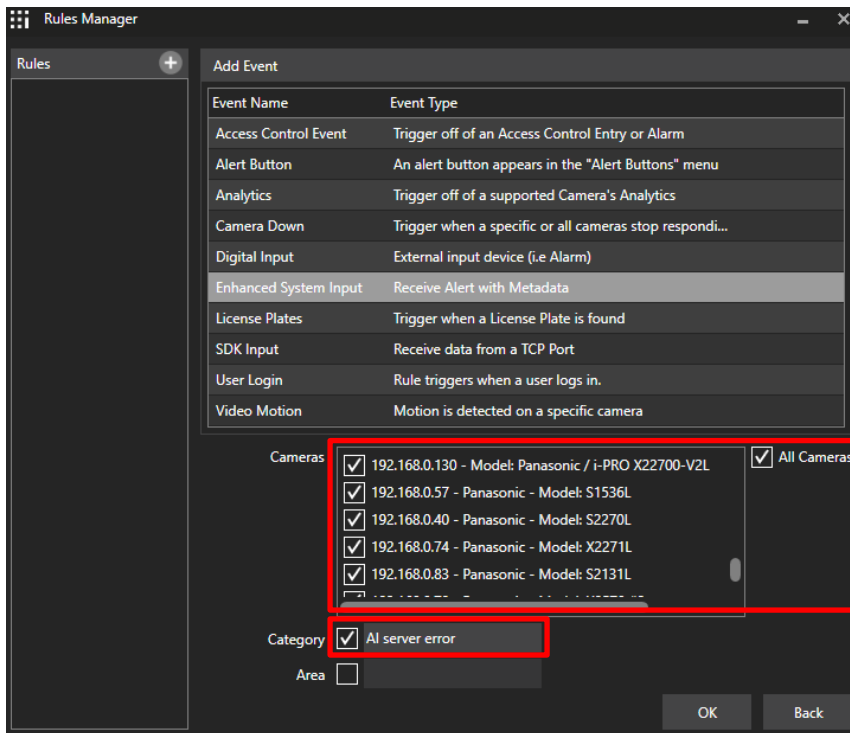 Rules Manager
Rules
Add Event
Event Name Event Type
Access Control Event Trigger off of an Access Control Entry or Alarm
Alert Button An alert button appears in the "Alert Buttons" menu
Analytics Trigger off of a supported Camera's Analytics
Camera Down Trigger when a specific or all cameras stop respondi...
Digital Input External input device (i.e Alarm)
Enhanced System Input Receive Alert with Metadata
License Plates Trigger when a License Plate is found
SDK Input Receive data from a TCP Port
User Login Rule triggers when a user logs in.
Video Motion Motion is detected on a specific camera
Cameras
192.168.0.130 - Model: Panasonic / i-PRO X22700-V2L
All Cameras
192.168.0.57 - Panasonic - Model: S1536L
192.168.0.40 - Panasonic - Model: S2270L
192.168.0.74 - Panasonic - Model: X2271L
192.168.0.83 - Panasonic - Model: S2131L
Category AI server error
Area
OK Back